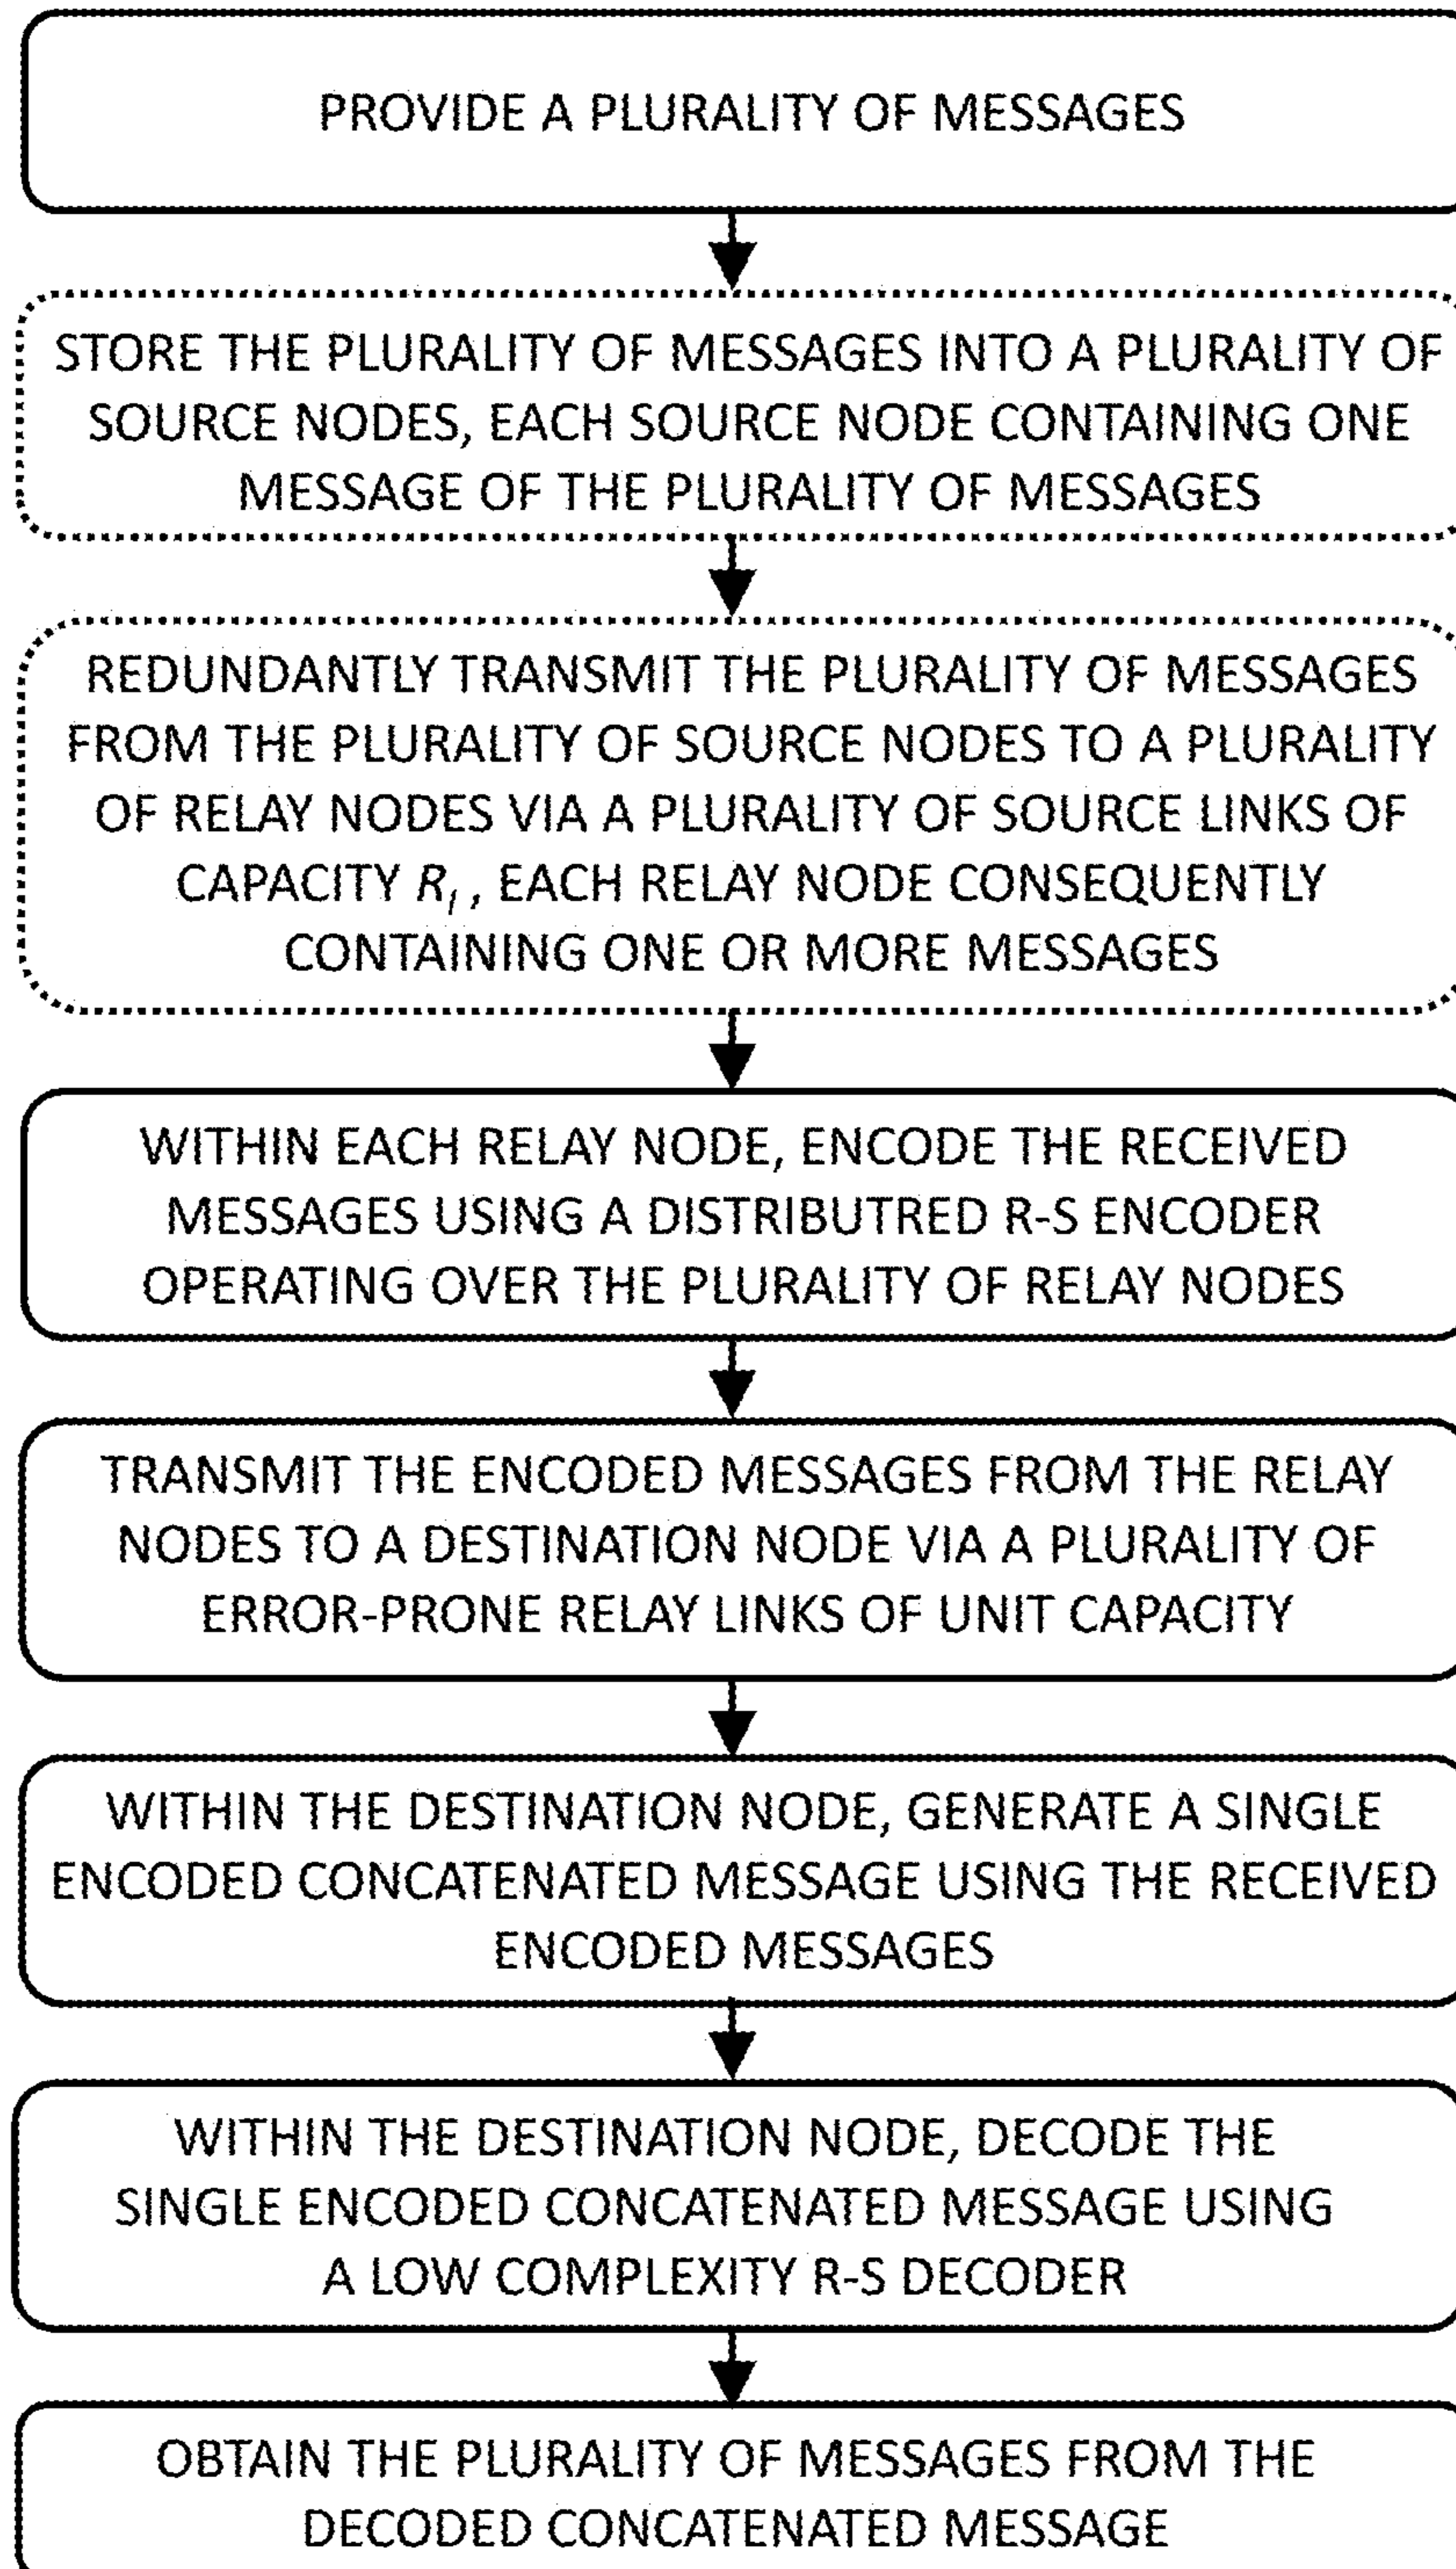 PROVIDE A PLURALITY OF MESSAGES
STORE THE PLURALITY OF MESSAGES INTO A PLURALITY OF
SOURCE NODES, EACH SOURCE NODE CONTAINING ONE
MESSAGE OF THE PLURALITY OF MESSAGES
REDUNDANTLY TRANSMIT THE PLURALITY OF MESSAGES
FROM THE PLURALITY OF SOURCE NODES TO A PLURALITY
OF RELAY NODES VIA A PLURALITY OF SOURCE LINKS OF
CAPACITY Rᵢ, EACH RELAY NODE CONSEQUENTLY
CONTAINING ONE OR MORE MESSAGES
WITHIN EACH RELAY NODE, ENCODE THE RECEIVED
MESSAGES USING A DISTRIBUTRED R-S ENCODER
OPERATING OVER THE PLURALITY OF RELAY NODES
TRANSMIT THE ENCODED MESSAGES FROM THE RELAY
NODES TO A DESTINATION NODE VIA A PLURALITY OF
ERROR-PRONE RELAY LINKS OF UNIT CAPACITY
WITHIN THE DESTINATION NODE, GENERATE A SINGLE
ENCODED CONCATENATED MESSAGE USING THE RECEIVED
ENCODED MESSAGES
WITHIN THE DESTINATION NODE, DECODE THE
SINGLE ENCODED CONCATENATED MESSAGE USING
A LOW COMPLEXITY R-S DECODER
OBTAIN THE PLURALITY OF MESSAGES FROM THE
DECODED CONCATENATED MESSAGE